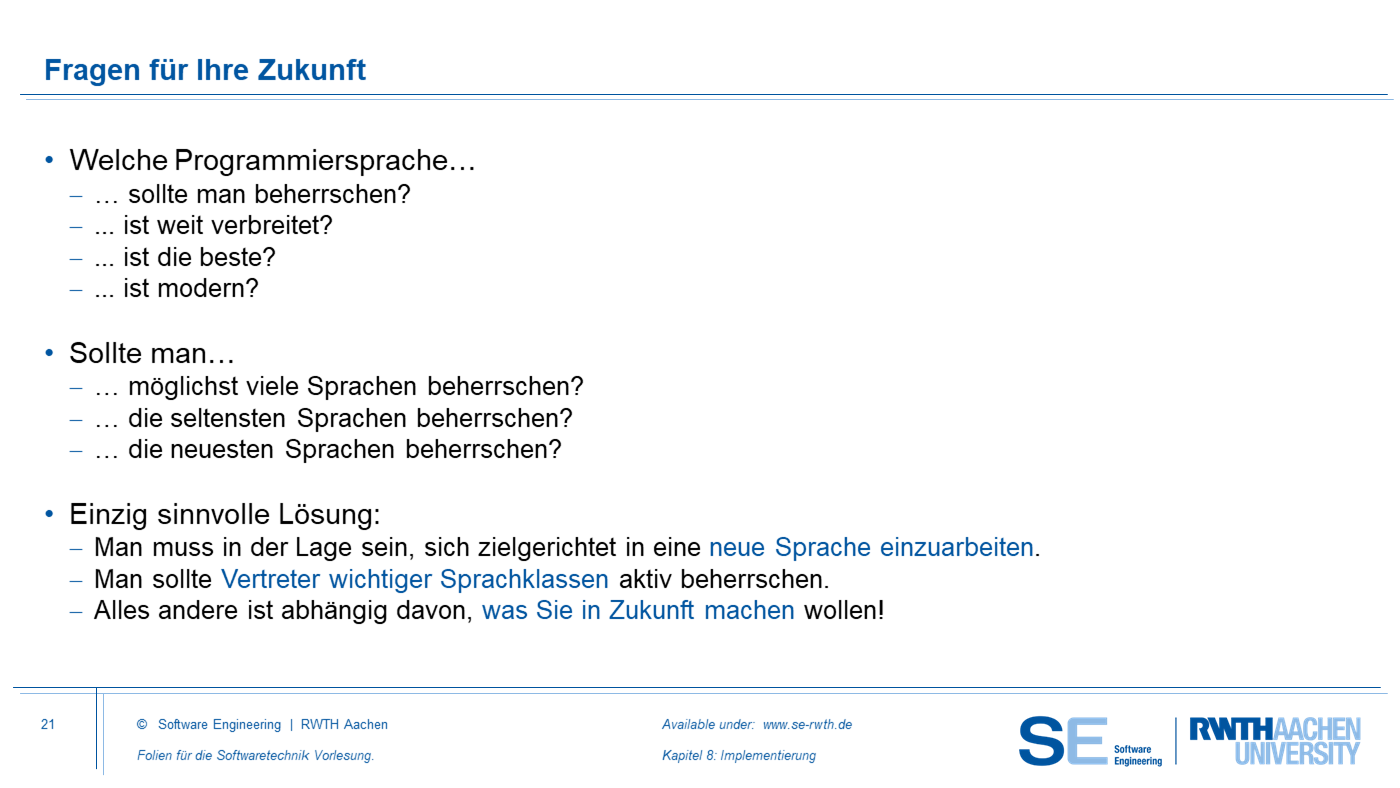 Fragen für Ihre Zukunft
• Welche Programmiersprache…
– … sollte man beherrschen?
– ... ist weit verbreitet?
– ... ist die beste?
– ... ist modern?
• Sollte man…
– … möglichst viele Sprachen beherrschen?
– … die seltensten Sprachen beherrschen?
– … die neuesten Sprachen beherrschen?
• Einzig sinnvolle Lösung:
– Man muss in der Lage sein, sich zielgerichtet in eine neue Sprache einzuarbeiten.
– Man sollte Vertreter wichtiger Sprachklassen aktiv beherrschen.
– Alles andere ist abhängig davon, was Sie in Zukunft machen wollen!
21
© Software Engineering | RWTH Aachen
Folien für die Softwaretechnik Vorlesung.
Available under: www.se-rwth.de
Kapitel 8: Implementierung
SE Software
Engineering
RWTHAACHEN
UNIVERSITY